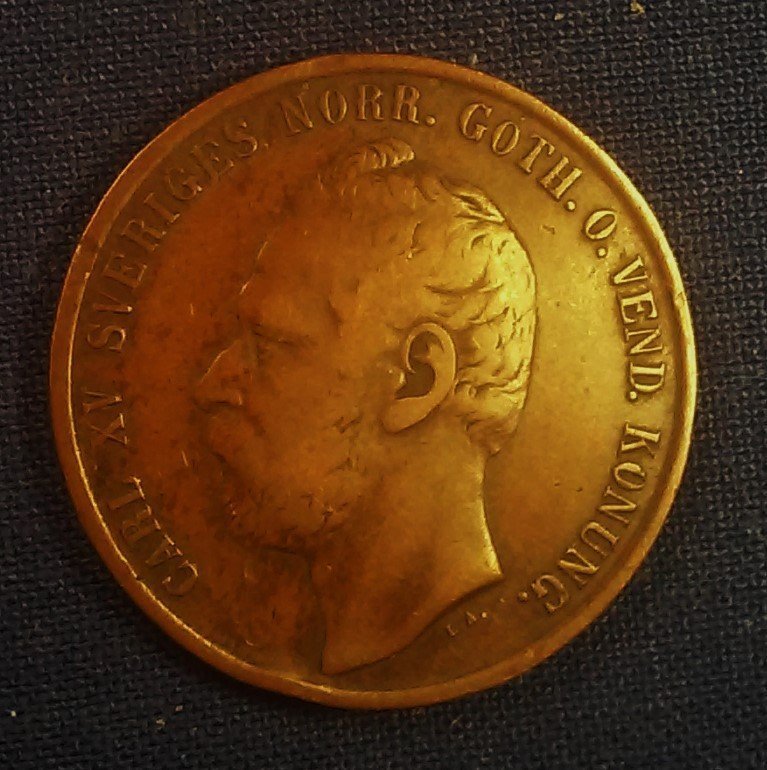 CARL XV SVERIGES NORR. GOTH. O. VEND. KONUNG.
L A.